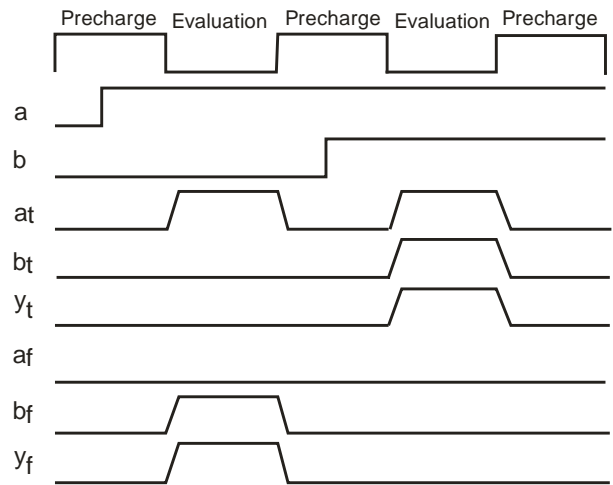 Precharge Evaluation Precharge Evaluation Precharge
a
b
at
bt
yt
af
bf
yf